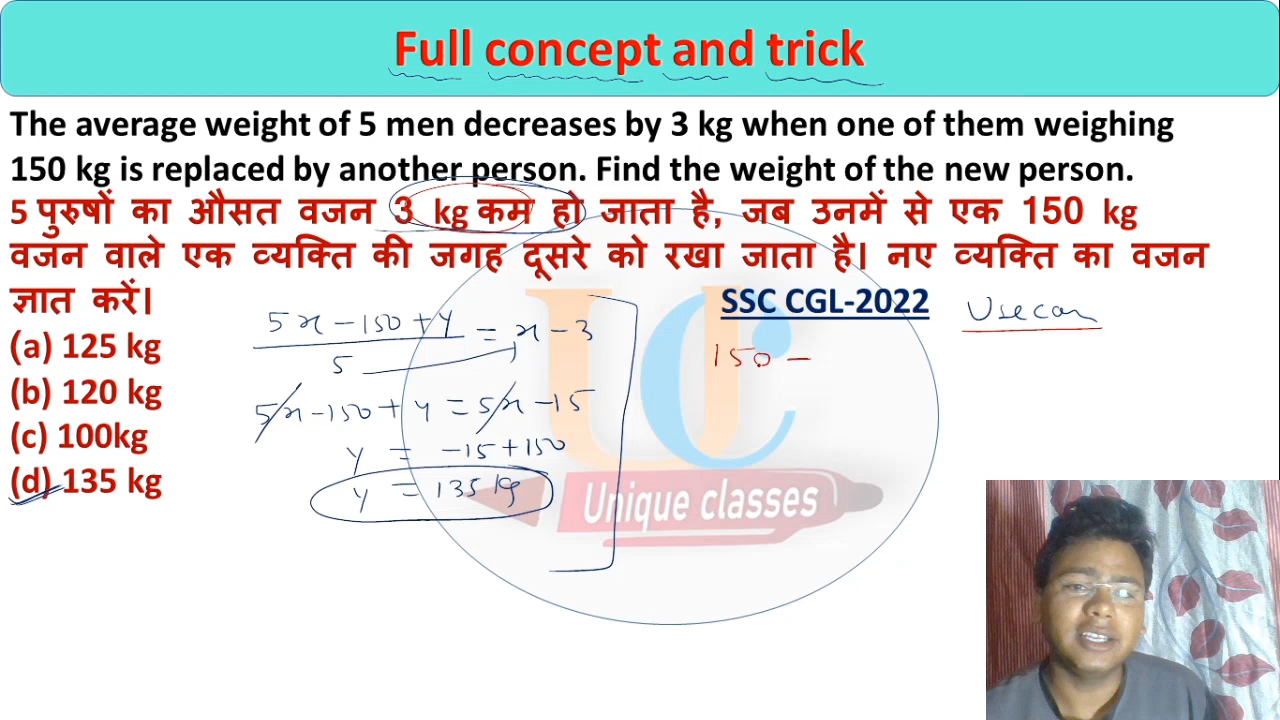 Full concept and trick
The average weight of 5 men decreases by 3 kg when one of them weighing
150 kg is replaced by another person. Find the weight of the new person.
5 पुरुषों का औसत वजन 3 kg कम हो जाता है, जब उनमें से एक 150 kg
वजन वाले एक व्यक्ति की जगह दूसरे को रखा जाता है। नए व्यक्ति का वजन
ज्ञात करें।
SSC CGL-2022
(a) 125 kg
(b) 120 kg
(c) 100kg
(d) 135 kg
5x - 150 + y = x - 3
5
150 -
5x - 150 + y = 5x - 15
y = -15 + 150
y = 135 kg
UC
Unique classes